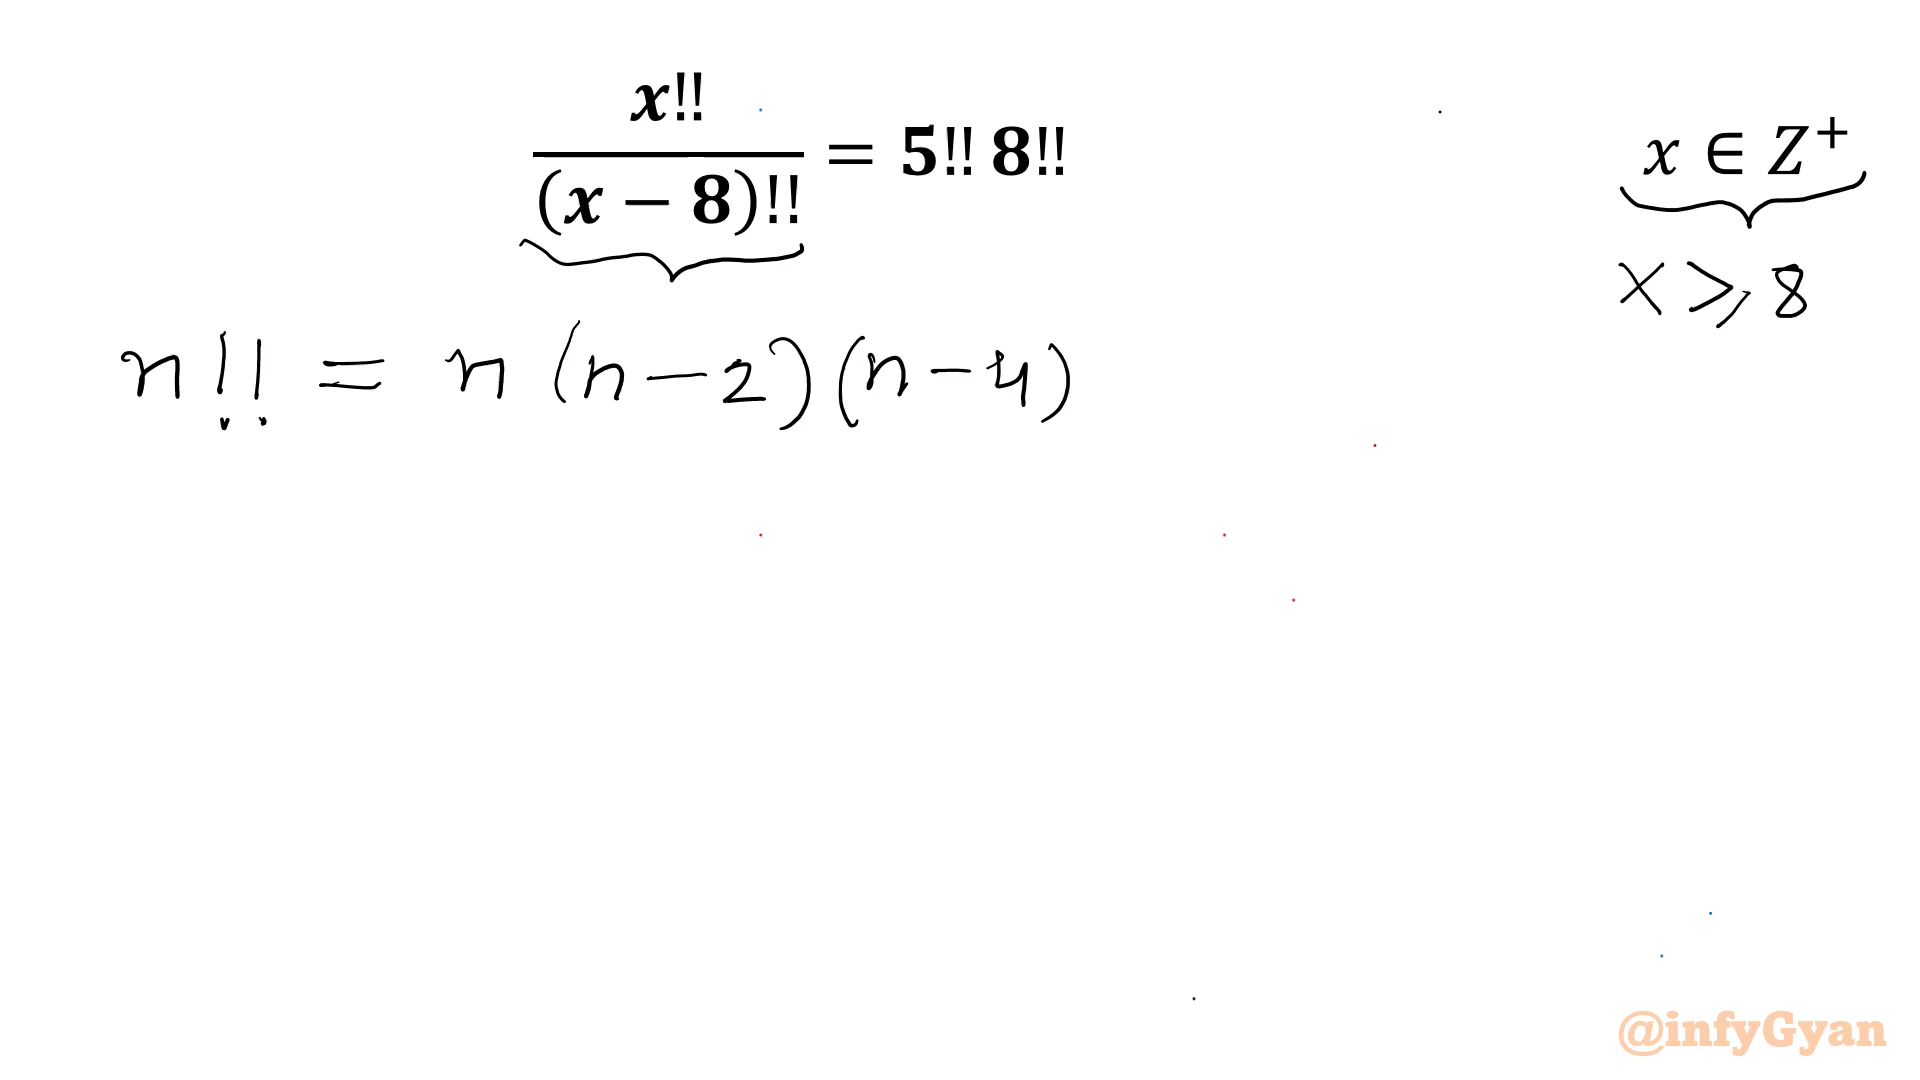 x!!/(x − 8)!! = 5!! 8!!
x ∈ Z⁺
x ⩾ 8
n!! = n (n − 2)(n − 4)
@infyGyan